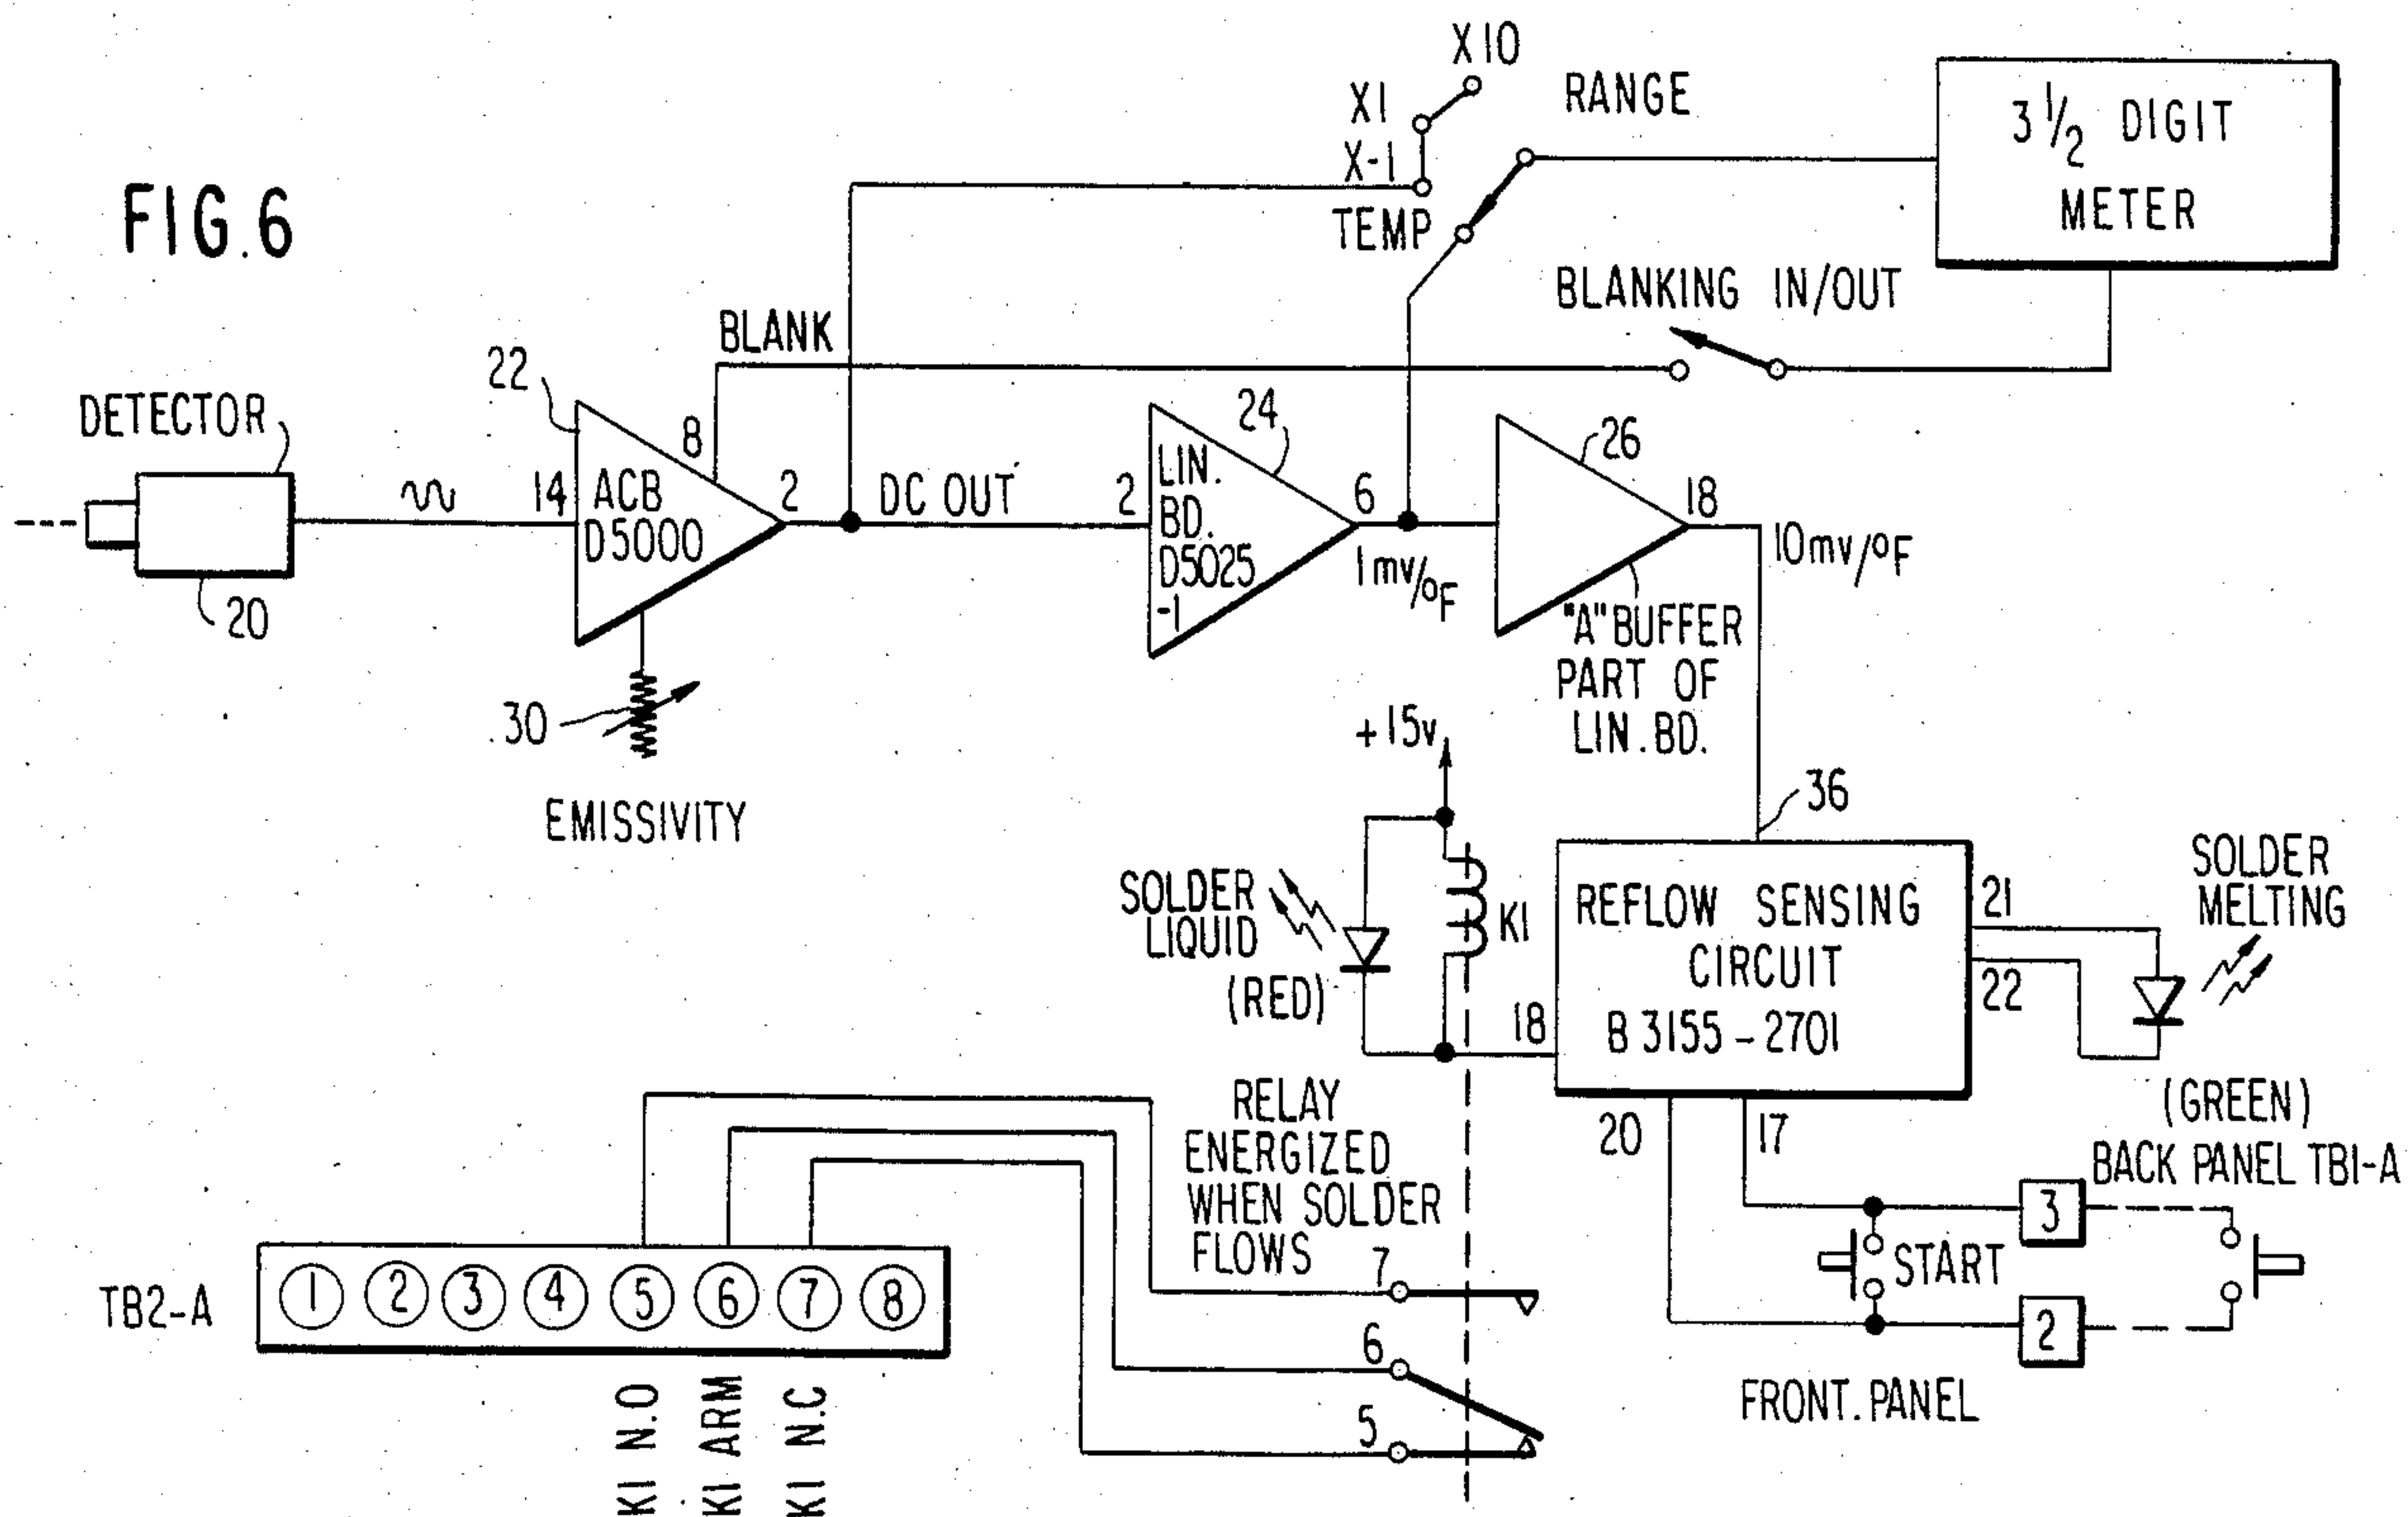 FIG.6
X10
X1
X-1
TEMP
RANGE
3 1/2 DIGIT
METER
BLANKING IN/OUT
BLANK
22
DETECTOR
20
14
8
ACB
D5000
2
DC OUT
2
LIN.
BD.
D5025
-1
24
6
1mv/°F
26
18
10mv/°F
"A" BUFFER
PART OF
LIN. BD.
30
EMISSIVITY
+15v
36
SOLDER
LIQUID
(RED)
K1
18
REFLOW SENSING
CIRCUIT
B 3155-2701
21
22
SOLDER
MELTING
(GREEN)
BACK PANEL TB1-A
20
17
3
START
2
FRONT. PANEL
RELAY
ENERGIZED
WHEN SOLDER
FLOWS
7
6
5
TB2-A
1 2 3 4 5 6 7 8
K1 N.O
K1 ARM
K1 N.C